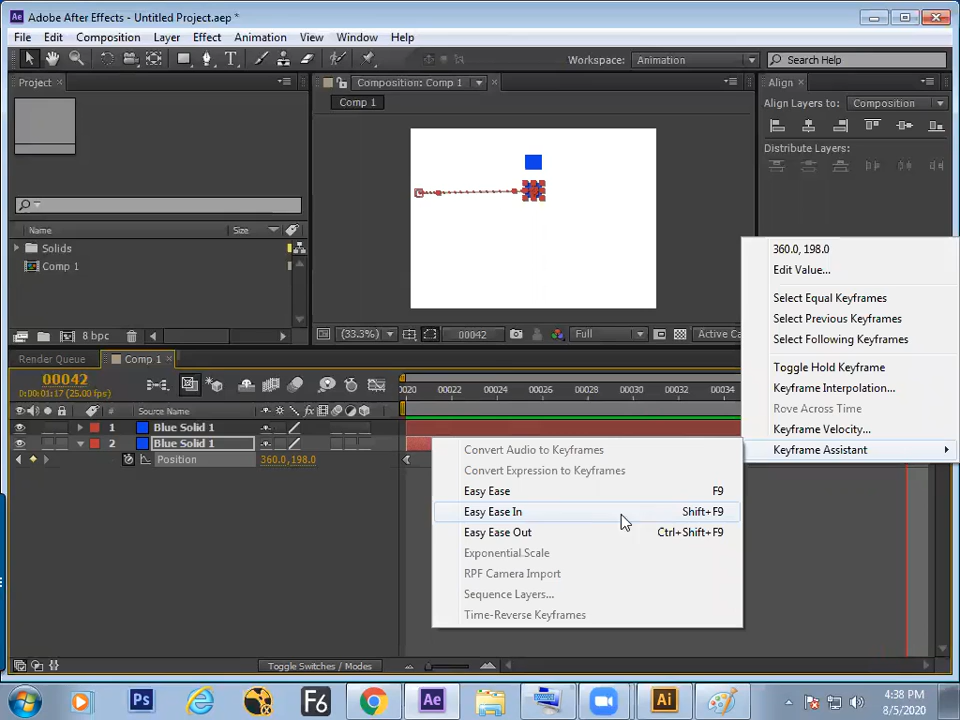 Ae Adobe After Effects - Untitled Project.aep *
File Edit Composition Layer Effect Animation View Window Help
Workspace: Animation Search Help
Project Composition: Comp 1 Align
Comp 1 Align Layers to: Composition
Distribute Layers:
Name Size
Solids
Comp 1
8 bpc (33.3%) 00042 Full Active Ca
360.0, 198.0
Edit Value...
Select Equal Keyframes
Select Previous Keyframes
Select Following Keyframes
Toggle Hold Keyframe
Keyframe Interpolation...
Rove Across Time
Keyframe Velocity...
Keyframe Assistant
Render Queue Comp 1
00042
0:00:01:17 (25.00 fps)
0020 00022 00024 00026 00028 00030 00032 00034
# Source Name
1 Blue Solid 1
2 Blue Solid 1
Position 360.0,198.0
Convert Audio to Keyframes
Convert Expression to Keyframes
Easy Ease F9
Easy Ease In Shift+F9
Easy Ease Out Ctrl+Shift+F9
Exponential Scale
RPF Camera Import
Sequence Layers...
Time-Reverse Keyframes
Toggle Switches / Modes
Ps F6 Ae Ai 4:38 PM
8/5/2020